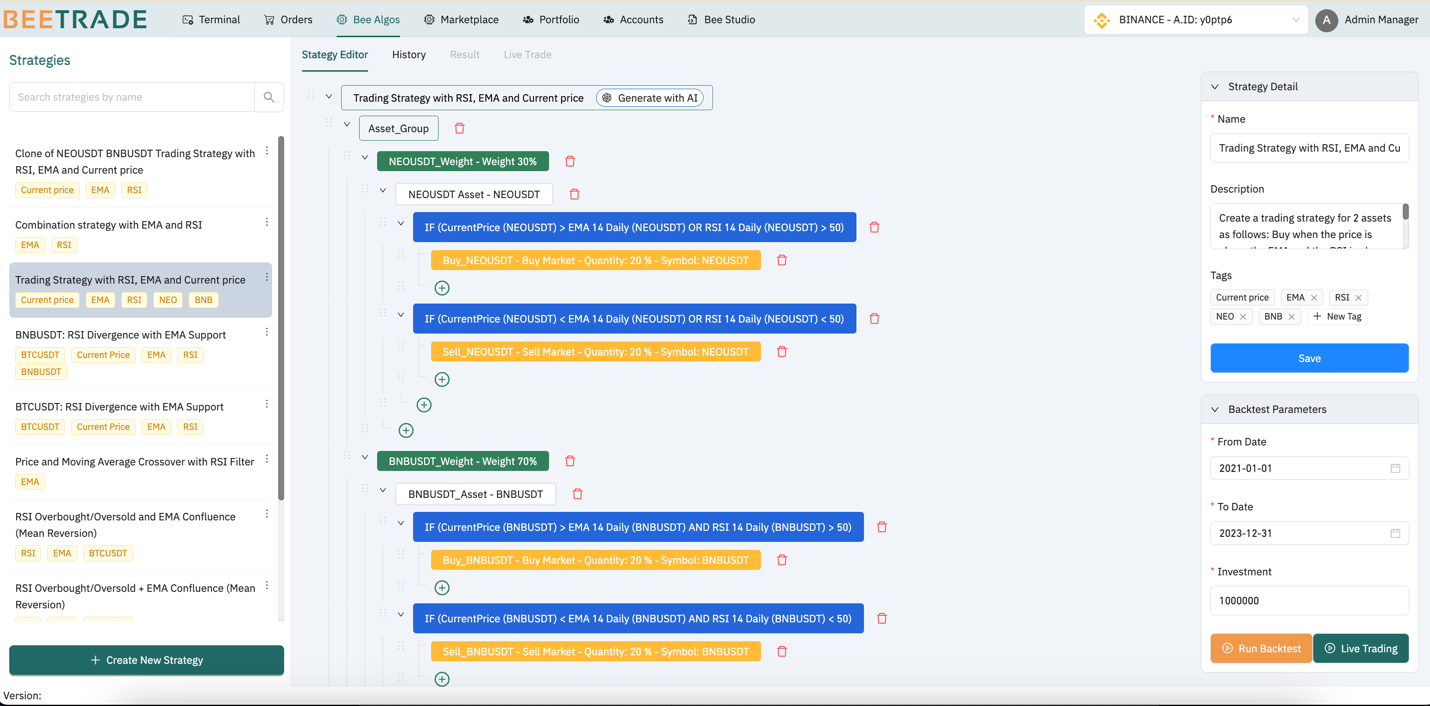 BEETRADE
Terminal
Orders
Bee Algos
Marketplace
Portfolio
Accounts
Bee Studio
BINANCE - A.ID: y0ptp6
A
Admin Manager
Strategies
Search strategies by name
Clone of NEOUSDT BNBUSDT Trading Strategy with
RSI, EMA and Current price
Current price EMA RSI
Combination strategy with EMA and RSI
EMA RSI
Trading Strategy with RSI, EMA and Current price
Current price EMA RSI NEO BNB
BNBUSDT: RSI Divergence with EMA Support
BTCUSDT Current Price EMA RSI
BNBUSDT
BTCUSDT: RSI Divergence with EMA Support
BTCUSDT Current Price EMA RSI
Price and Moving Average Crossover with RSI Filter
EMA
RSI Overbought/Oversold and EMA Confluence
(Mean Reversion)
RSI EMA BTCUSDT
RSI Overbought/Oversold + EMA Confluence (Mean
Reversion)
Create New Strategy
Version:
Stategy Editor
History
Result
Live Trade
Trading Strategy with RSI, EMA and Current price
Generate with AI
Asset_Group
NEOUSDT_Weight - Weight 30%
NEOUSDT Asset - NEOUSDT
IF (CurrentPrice (NEOUSDT) > EMA 14 Daily (NEOUSDT) OR RSI 14 Daily (NEOUSDT) > 50)
Buy_NEOUSDT - Buy Market - Quantity: 20 % - Symbol: NEOUSDT
IF (CurrentPrice (NEOUSDT) < EMA 14 Daily (NEOUSDT) OR RSI 14 Daily (NEOUSDT) < 50)
Sell_NEOUSDT - Sell Market - Quantity: 20 % - Symbol: NEOUSDT
BNBUSDT_Weight - Weight 70%
BNBUSDT_Asset - BNBUSDT
IF (CurrentPrice (BNBUSDT) > EMA 14 Daily (BNBUSDT) AND RSI 14 Daily (BNBUSDT) > 50)
Buy_BNBUSDT - Buy Market - Quantity: 20 % - Symbol: BNBUSDT
IF (CurrentPrice (BNBUSDT) < EMA 14 Daily (BNBUSDT) AND RSI 14 Daily (BNBUSDT) < 50)
Sell_BNBUSDT - Sell Market - Quantity: 20 % - Symbol: BNBUSDT
Strategy Detail
* Name
Trading Strategy with RSI, EMA and Cu
Description
Create a trading strategy for 2 assets
as follows: Buy when the price is
Tags
Current price EMA RSI
NEO BNB New Tag
Save
Backtest Parameters
* From Date
2021-01-01
* To Date
2023-12-31
* Investment
1000000
Run Backtest
Live Trading